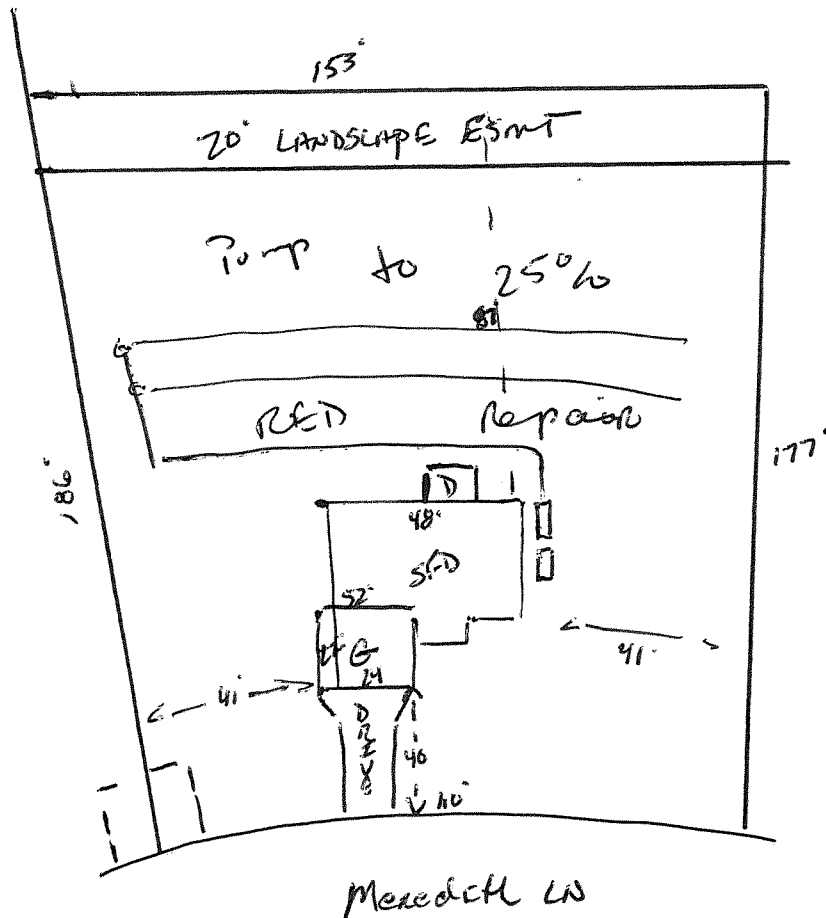 153'
20' LANDSCAPE ESMT
Pump to 25%
RED Repair
186'
177'
D
48'
SFD
52'
G
24
41'
41'
DRIVE
40
110'
Meredith LN